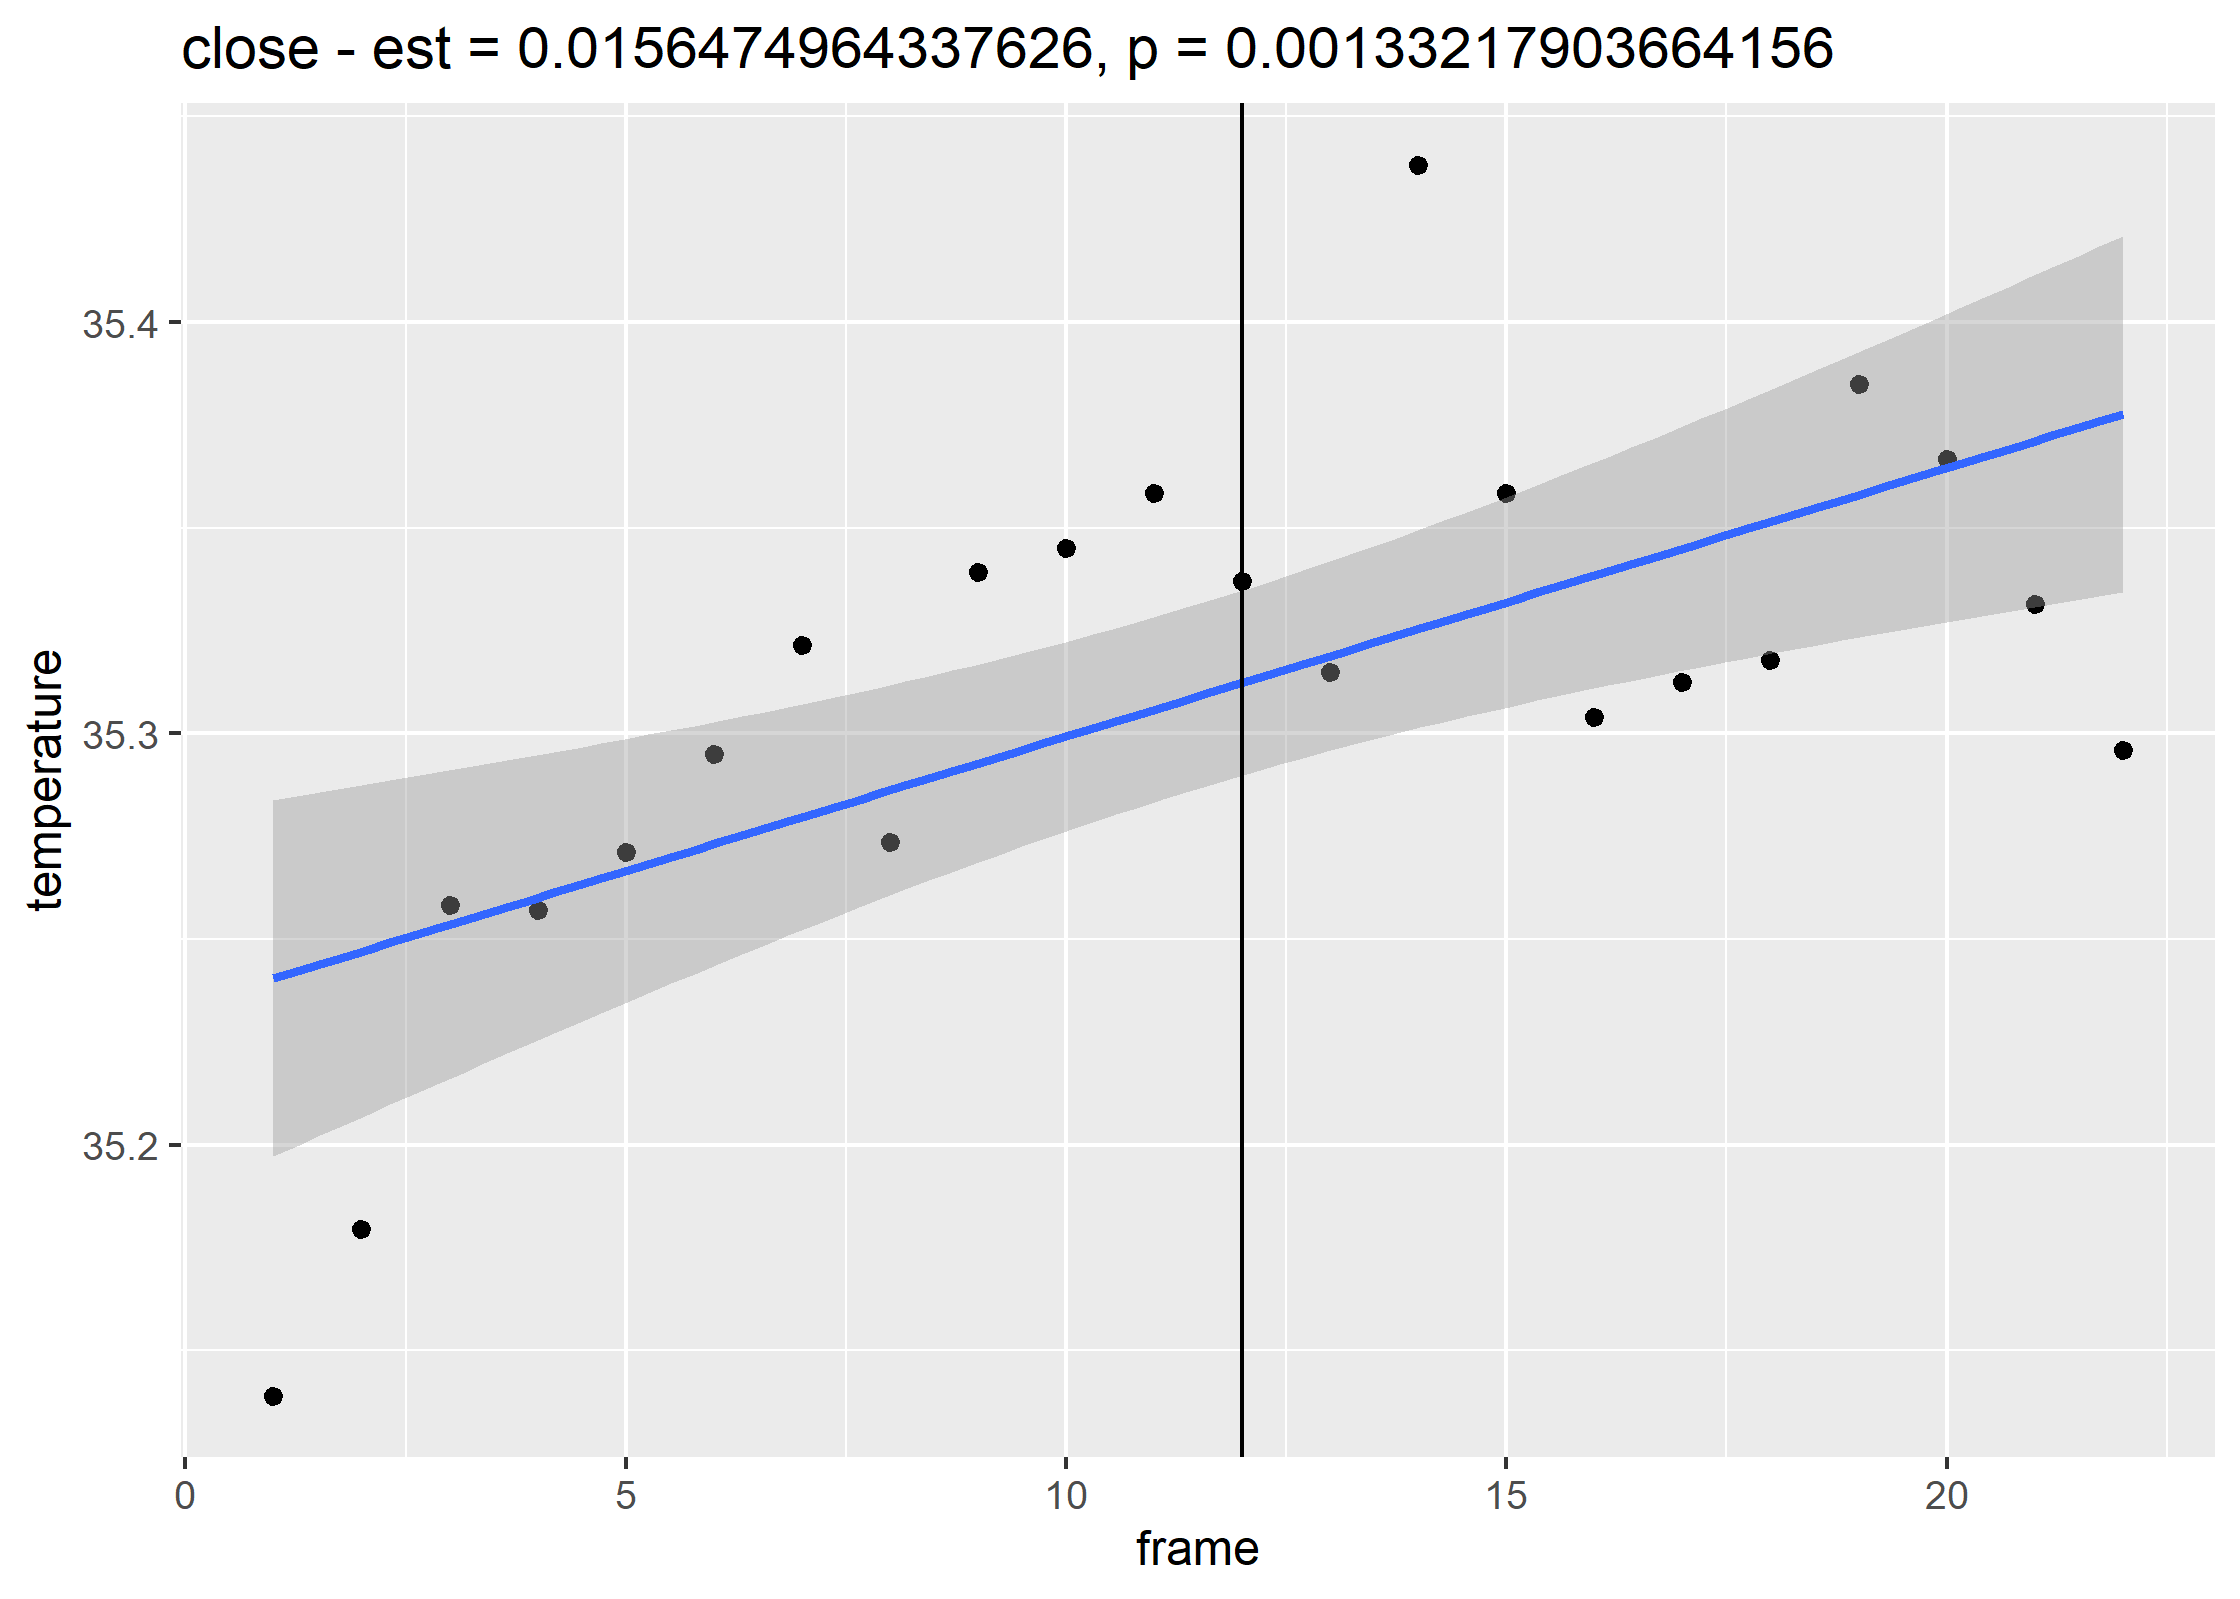 close - est = 0.0156474964337626, p = 0.00133217903664156
35.4
35.3
35.2
temperature
0 5 10 15 20
frame